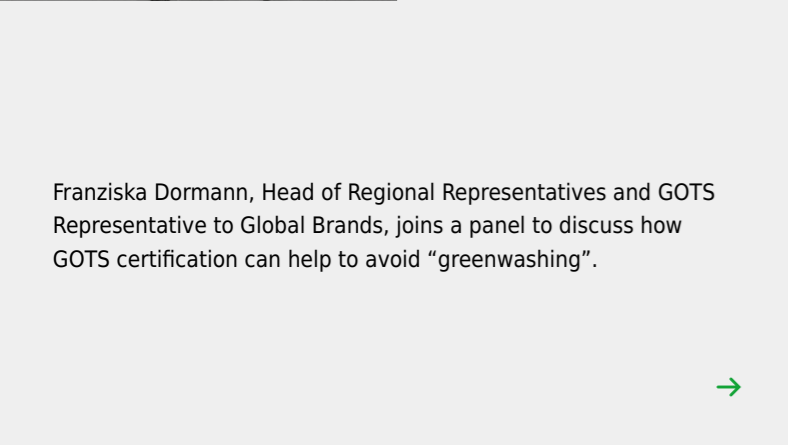 Franziska Dormann, Head of Regional Representatives and GOTS
Representative to Global Brands, joins a panel to discuss how
GOTS certification can help to avoid “greenwashing”.